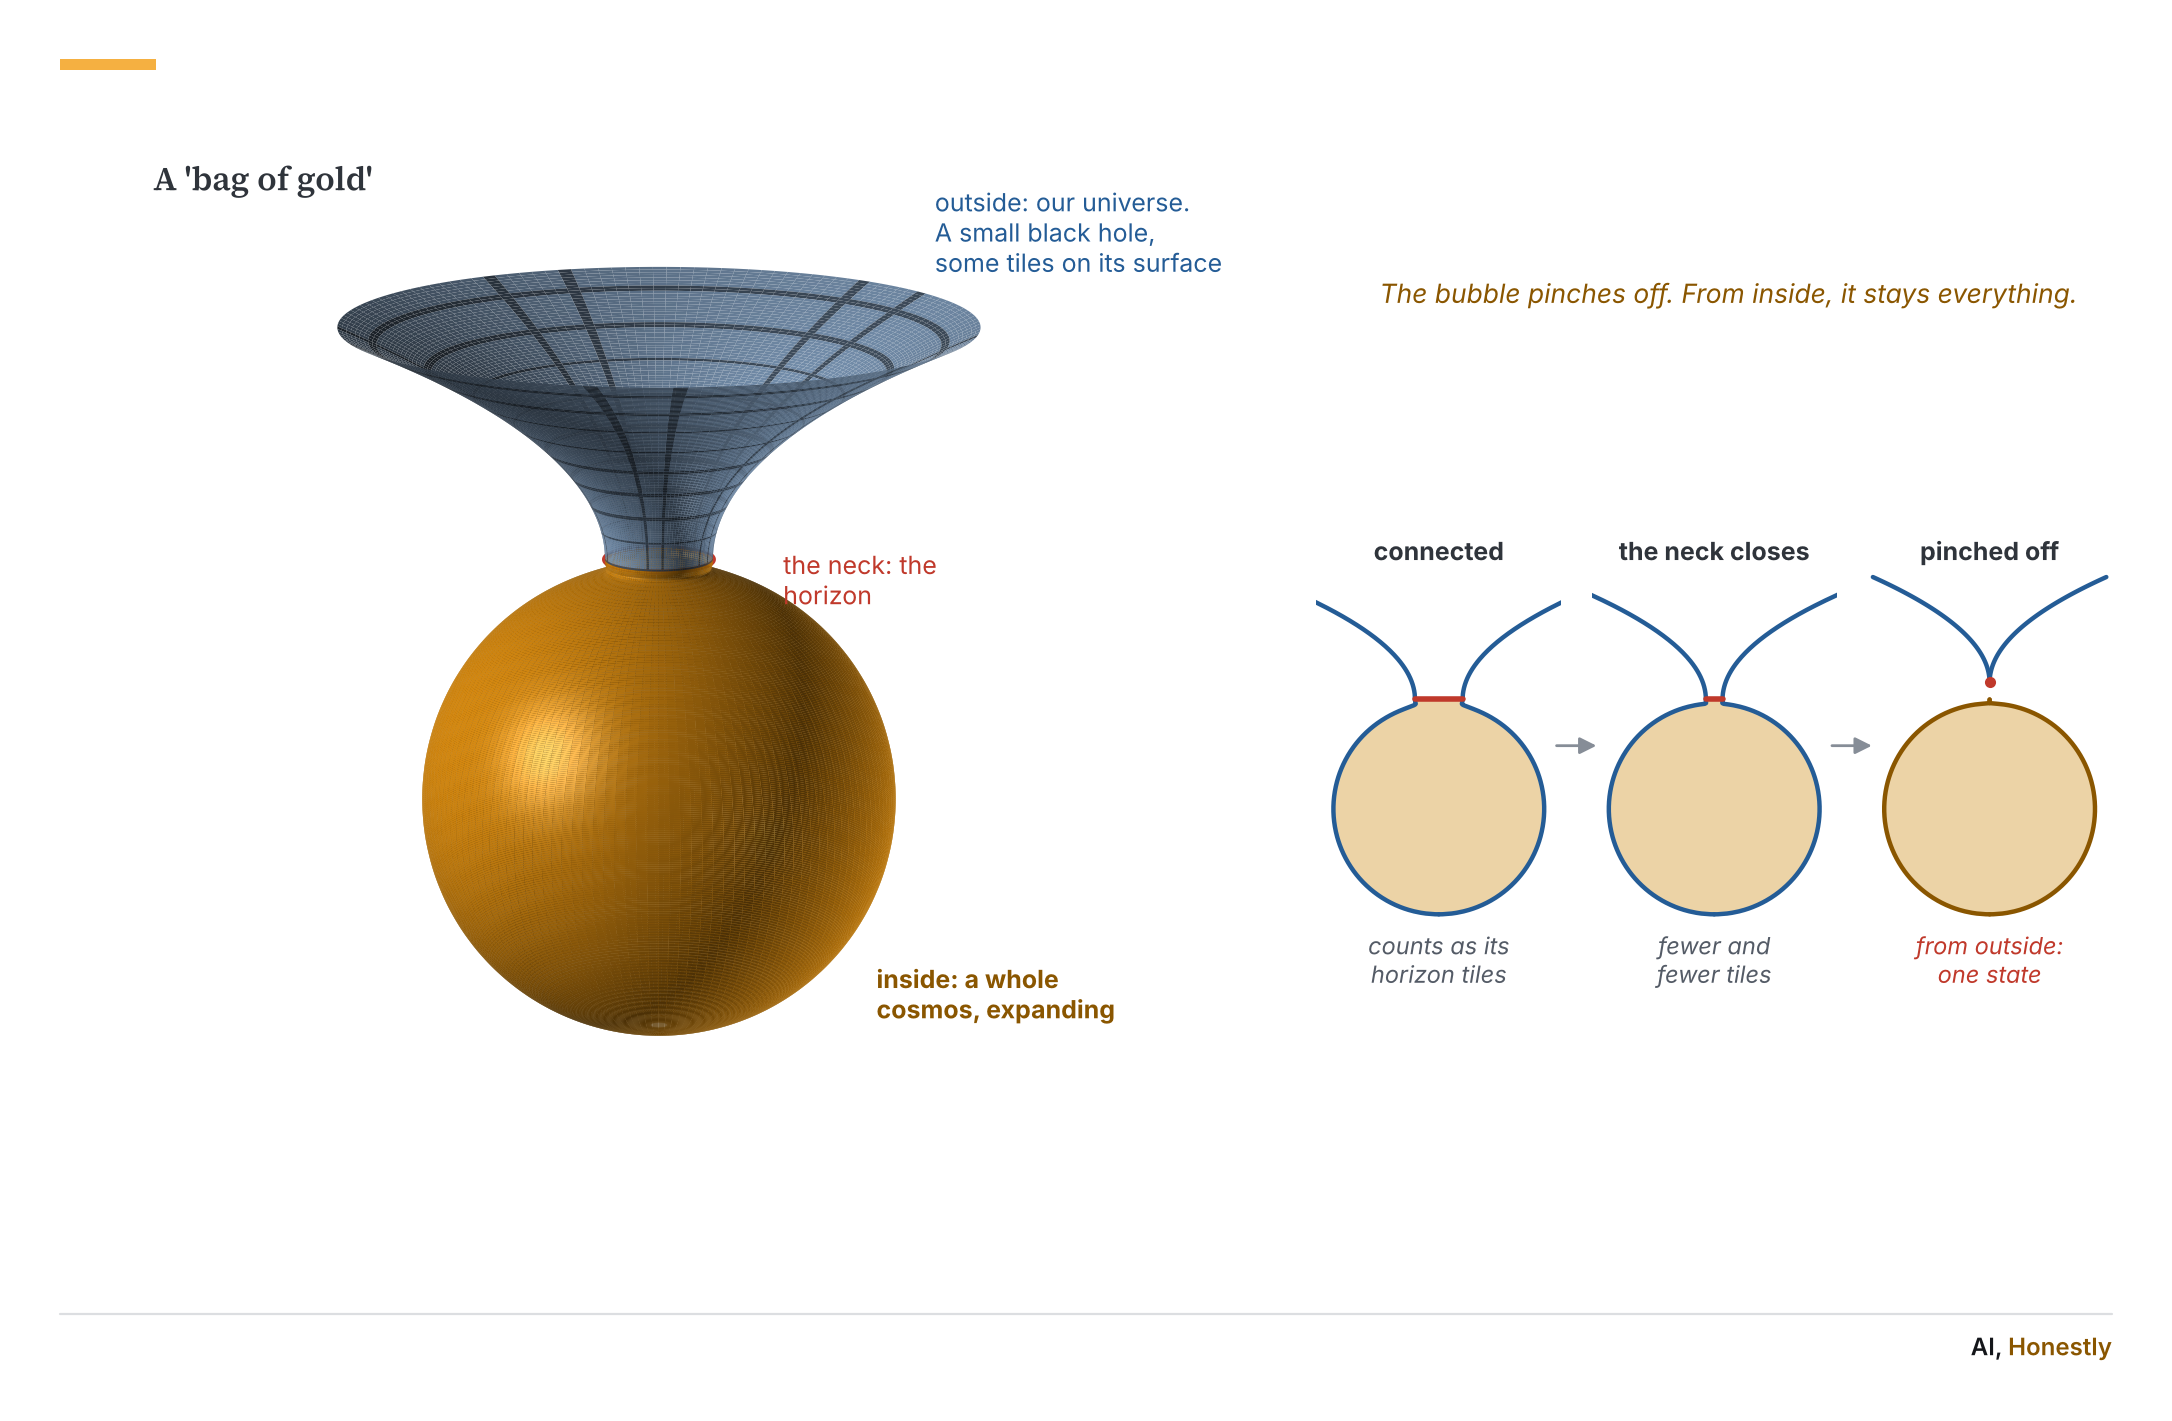 A 'bag of gold'
outside: our universe.
A small black hole,
some tiles on its surface
the neck: the
horizon
inside: a whole
cosmos, expanding
The bubble pinches off. From inside, it stays everything.
connected
the neck closes
pinched off
counts as its
horizon tiles
fewer and
fewer tiles
from outside:
one state
AI, Honestly